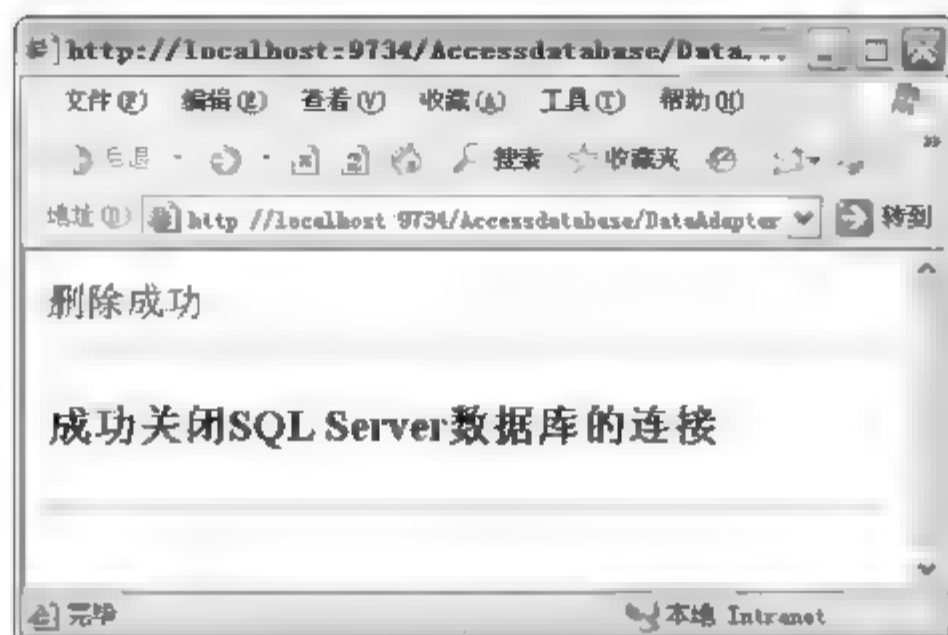 http://localhost:9734/Accessdatabase/Data...
文件(F) 编辑(E) 查看(V) 收藏(A) 工具(T) 帮助(H)
后退 搜索 收藏夹 »
地址(D) http //localhost 9734/Accessdatabase/DataAdapter 转到
删除成功
成功关闭SQL Server数据库的连接
完毕 本地 Intranet